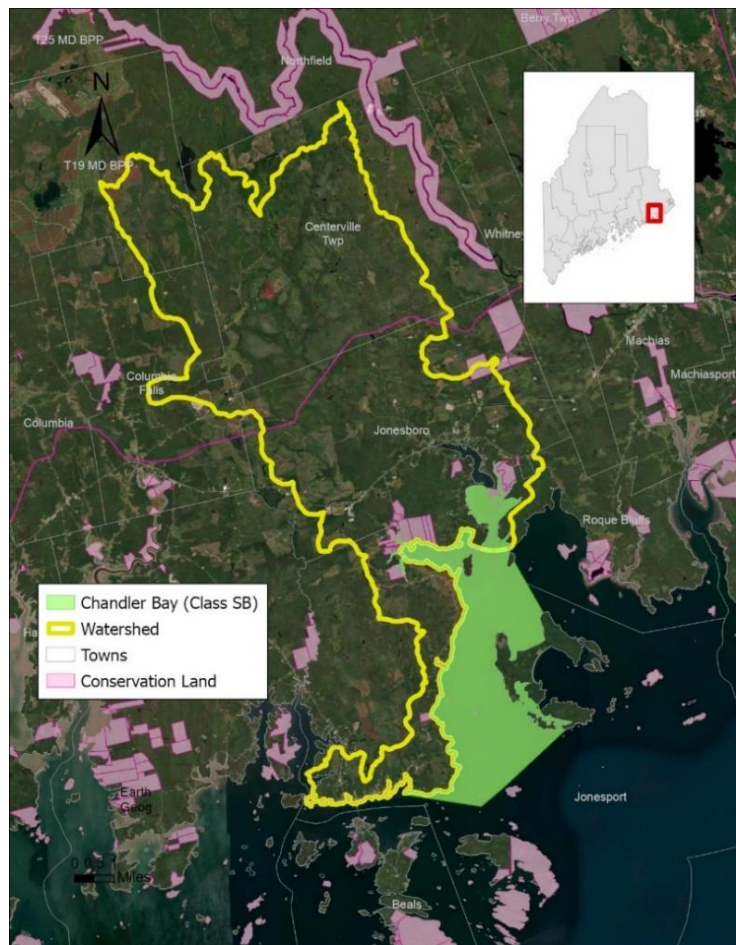 Berry Twp
T25 MD BPP
Northfield
N
T19 MD BPP
Centerville
Twp
Whitney
Machias
Machiasport
Columbia
Falls
Columbia
Jonesboro
Roque Bluffs
Chandler Bay (Class SB)
Watershed
Towns
Conservation Land
Earth
Geog
Jonesport
Miles
Beals